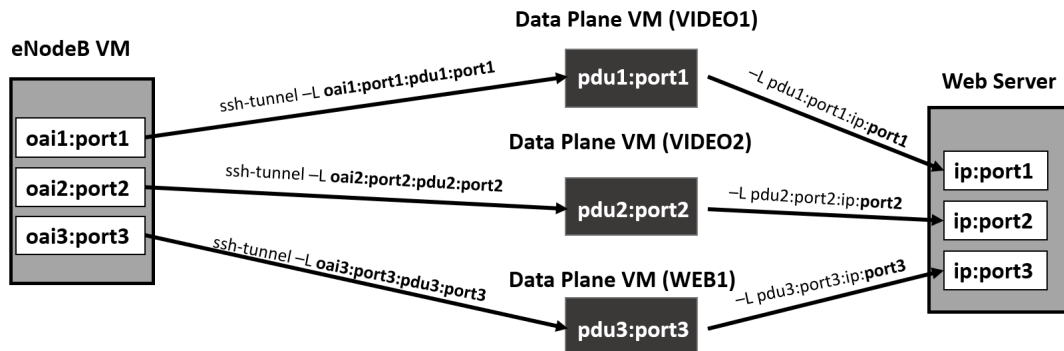 Data Plane VM (VIDEO1)
eNodeB VM
pdu1:port1
ssh-tunnel –L oai1:port1:pdu1:port1
–L pdu1:port1:ip:port1
Web Server
oai1:port1
Data Plane VM (VIDEO2)
ip:port1
oai2:port2
ssh-tunnel –L oai2:port2:pdu2:port2
pdu2:port2
–L pdu2:port2:ip:port2
ip:port2
oai3:port3
ssh-tunnel –L oai3:port3:pdu3:port3
Data Plane VM (WEB1)
–L pdu3:port3:ip:port3
ip:port3
pdu3:port3